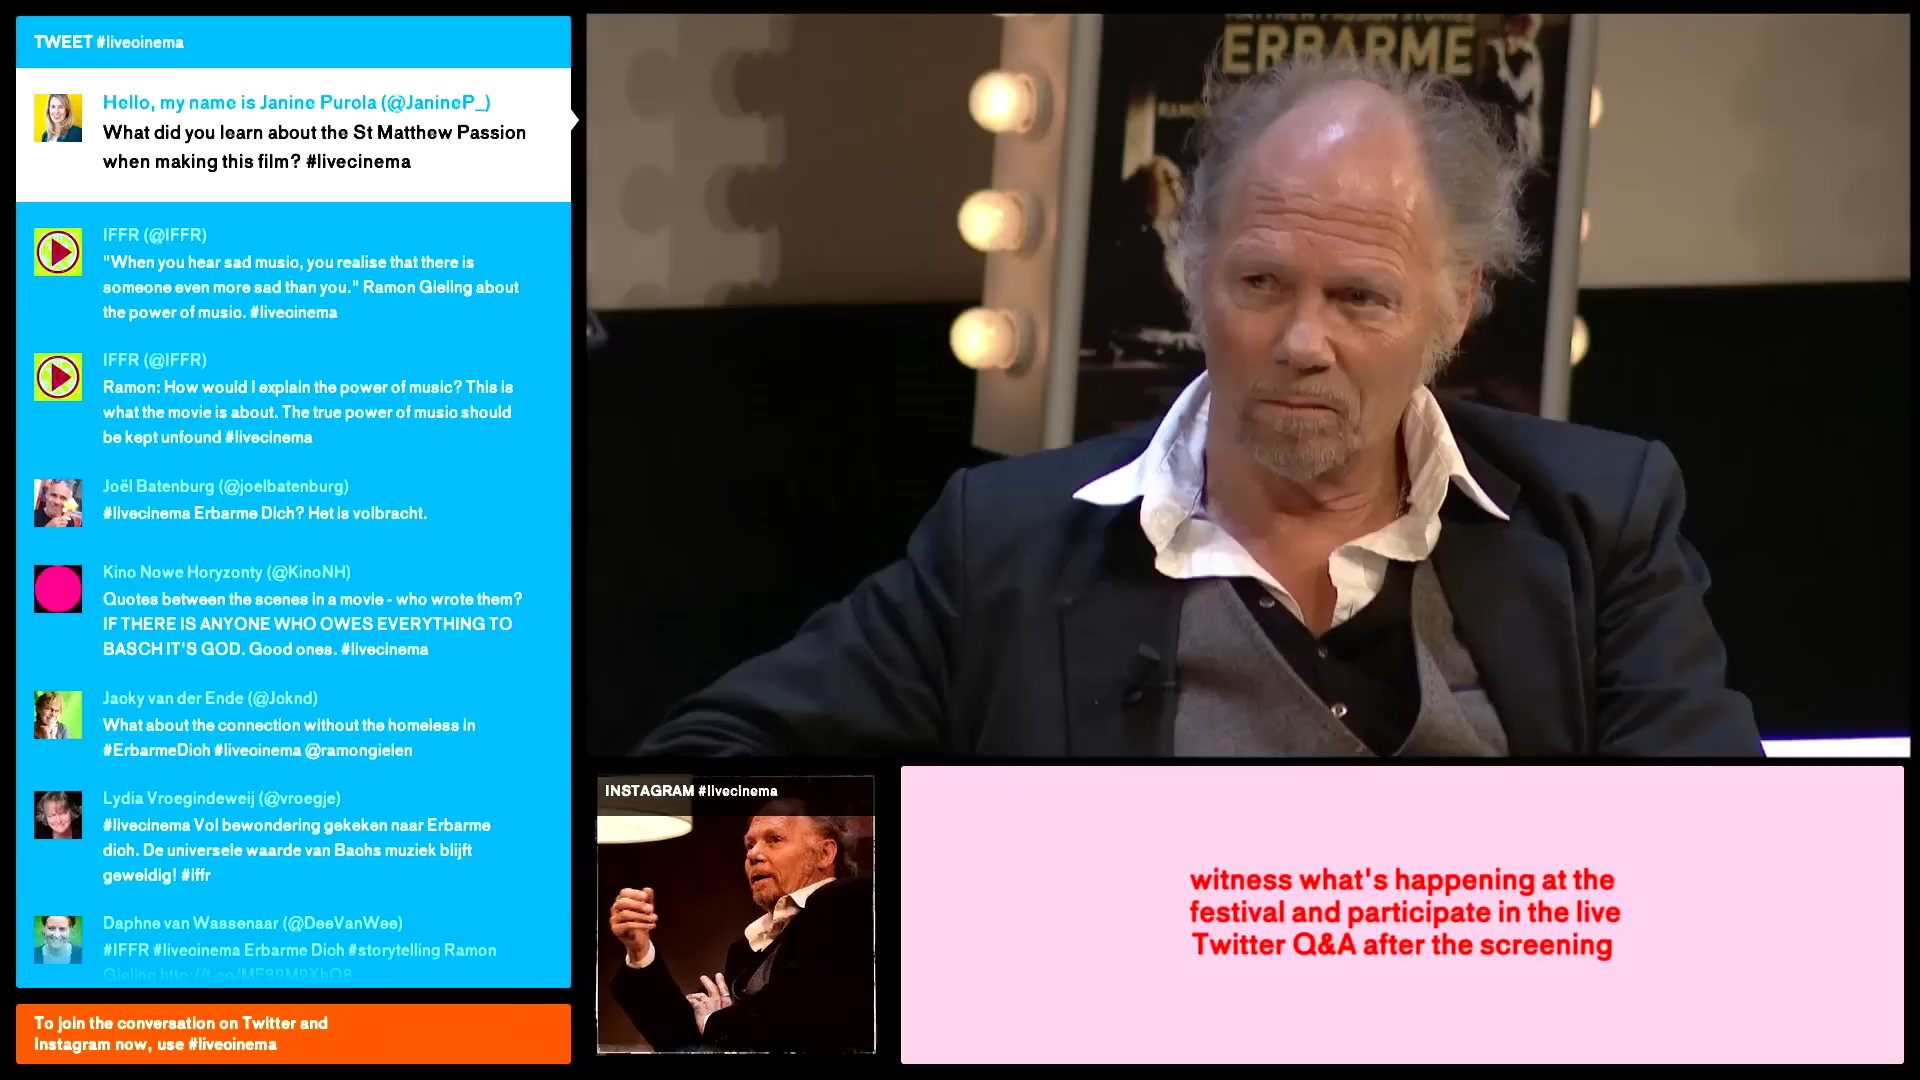 TWEET #livecinema
Hello, my name is Janine Purola (@JanineP_)
What did you learn about the St Matthew Passion
when making this film? #livecinema
IFFR (@IFFR)
"When you hear sad music, you realise that there is
someone even more sad than you." Ramon Gieling about
the power of music. #livecinema
IFFR (@IFFR)
Ramon: How would I explain the power of music? This is
what the movie is about. The true power of music should
be kept unfound #livecinema
Joël Batenburg (@joelbatenburg)
#livecinema Erbarme Dich? Het is volbracht.
Kino Nowe Horyzonty (@KinoNH)
Quotes between the scenes in a movie - who wrote them?
IF THERE IS ANYONE WHO OWES EVERYTHING TO
BASCH IT'S GOD. Good ones. #livecinema
Jacky van der Ende (@Jcknd)
What about the connection without the homeless in
#ErbarmeDich #livecinema @ramongielen
Lydia Vroegindeweij (@vroegje)
#livecinema Vol bewondering gekeken naar Erbarme
dich. De universele waarde van Bachs muziek blijft
geweldig! #iffr
Daphne van Wassenaar (@DeeVanWee)
#IFFR #livecinema Erbarme Dich #storytelling Ramon
Gieling
To join the conversation on Twitter and
Instagram now, use #livecinema
MATTHEW PASSION STORIES
ERBARME
INSTAGRAM #livecinema
witness what's happening at the
festival and participate in the live
Twitter Q&A after the screening